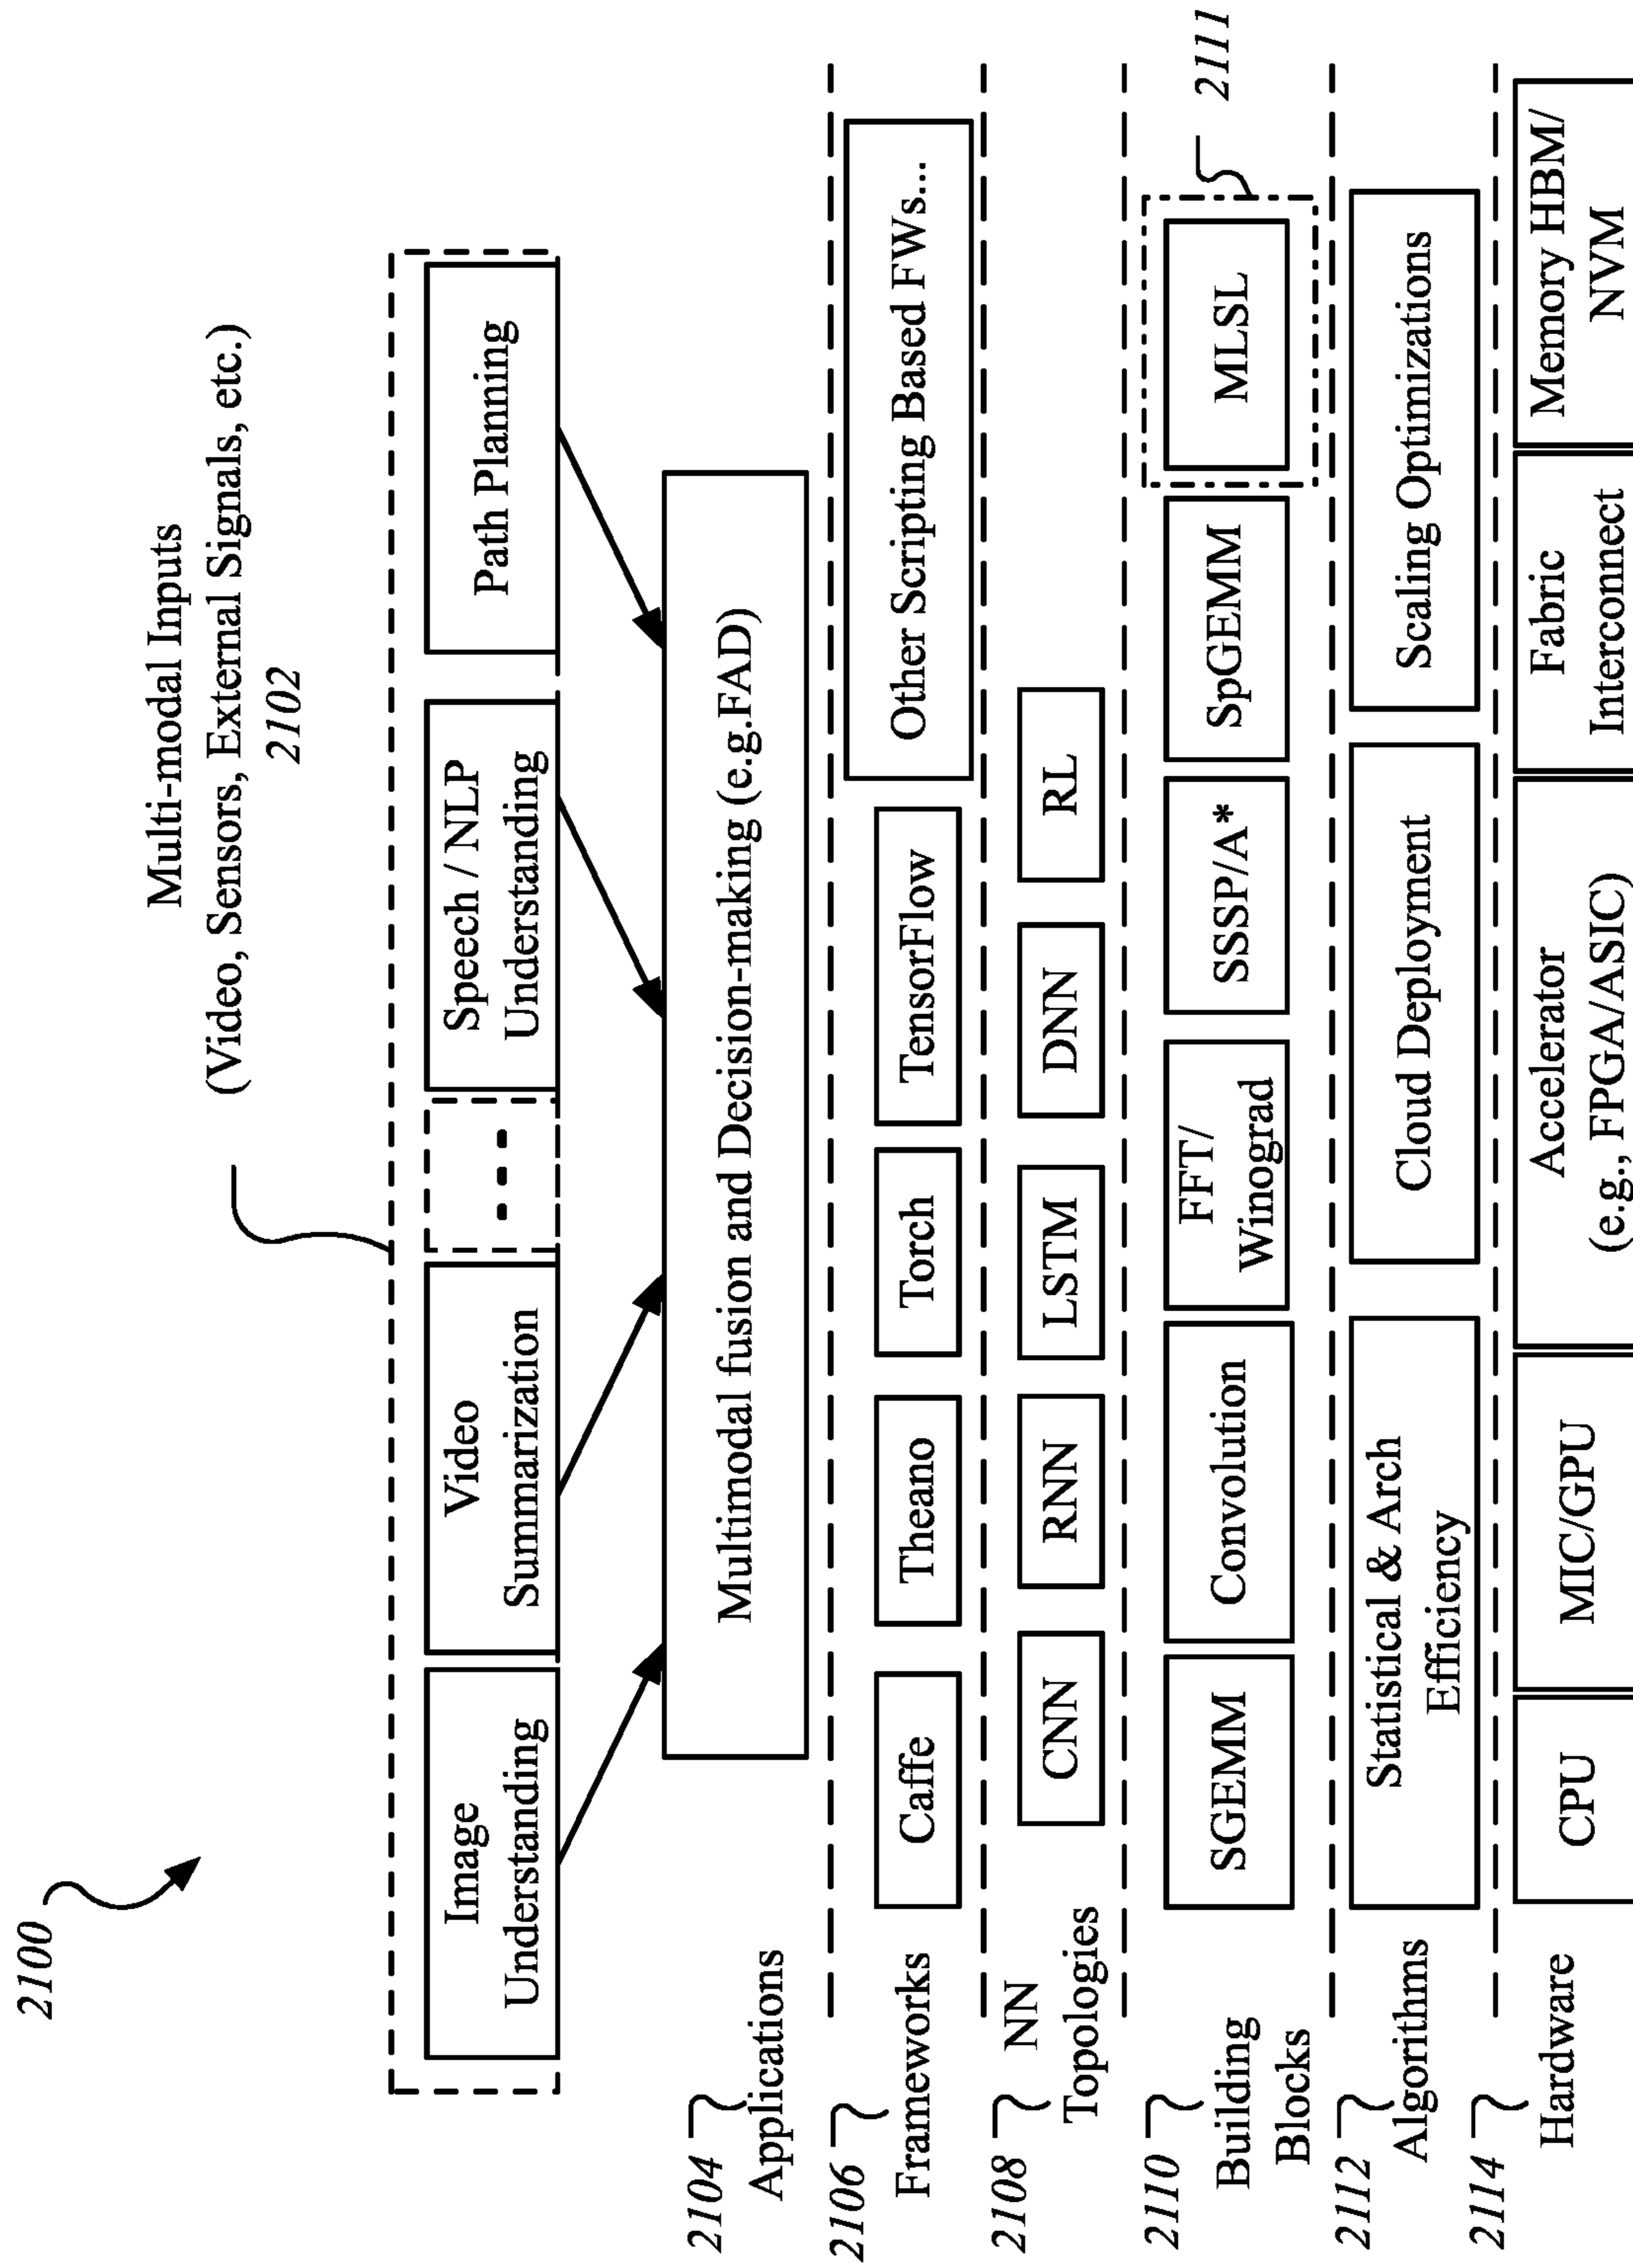 2100
Multi-modal Inputs
(Video, Sensors, External Signals, etc.)
2102
Image
Understanding
Video
Summarization
Speech / NLP
Understanding
Path Planning
2104
Applications
Multimodal fusion and Decision-making (e.g.FAD)
2106
Frameworks
Caffe
Theano
Torch
TensorFlow
Other Scripting Based FWs...
2108
NN
Topologies
CNN
RNN
LSTM
DNN
RL
2110
Building
Blocks
SGEMM
Convolution
FFT/
Winograd
SSSP/A*
SpGEMM
MLSL
2111
2112
Algorithms
Statistical & Arch
Efficiency
Cloud Deployment
Scaling Optimizations
2114
Hardware
CPU
MIC/GPU
Accelerator
(e.g., FPGA/ASIC)
Fabric
Interconnect
Memory HBM/
NVM